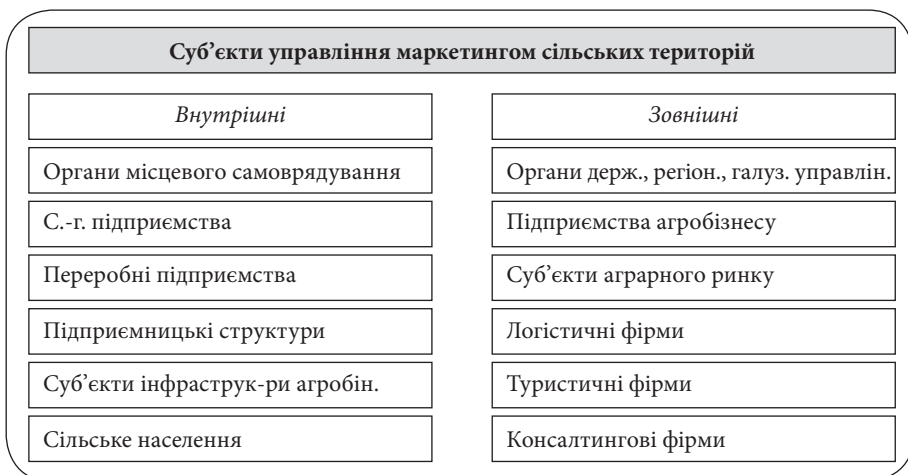 Суб’єкти управління маркетингом сільських територій
Внутрішні
Зовнішні
Органи місцевого самоврядування
Органи держ., регіон., галуз. управлін.
С.-г. підприємства
Підприємства агробізнесу
Переробні підприємства
Суб’єкти аграрного ринку
Підприємницькі структури
Логістичні фірми
Суб’єкти інфраструк-ри агробін.
Туристичні фірми
Сільське населення
Консалтингові фірми